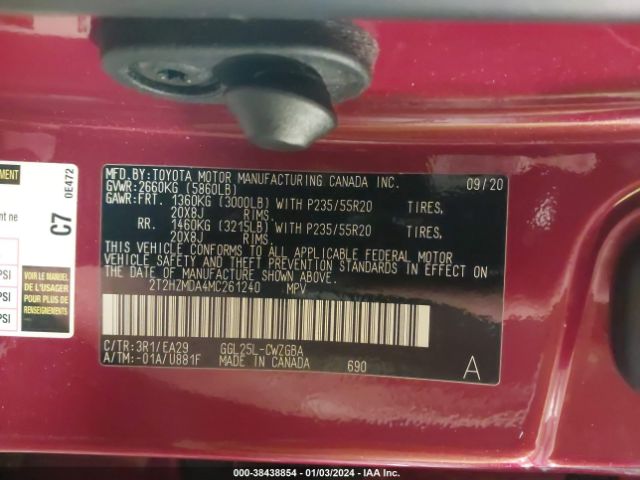 MENT
nt ne
PSI
PSI
PSI
VOIR LE MANUEL
DE L'USAGER
POUR PLUS DE
RENSEIGNEMENTS
C7
0E472
MFD.BY:TOYOTA MOTOR MANUFACTURING CANADA INC. 09/20
GVWR:2660KG (5860LB)
GAWR:FRT. 1360KG (3000LB) WITH P235/55R20 TIRES,
20X8J RIMS.
RR. 1460KG (3215LB) WITH P235/55R20 TIRES,
20X8J RIMS.
THIS VEHICLE CONFORMS TO ALL APPLICABLE FEDERAL MOTOR
VEHICLE SAFETY AND THEFT PREVENTION STANDARDS IN EFFECT
ON THE DATE OF MANUFACTURE SHOWN ABOVE.
2T2HZMDA4MC261240 MPV
C/TR:3R1/EA29 GGL25L-CWZGBA
A/TM:-01A/U881F MADE IN CANADA 690 A
000-38438854 - 01/03/2024 - IAA Inc.